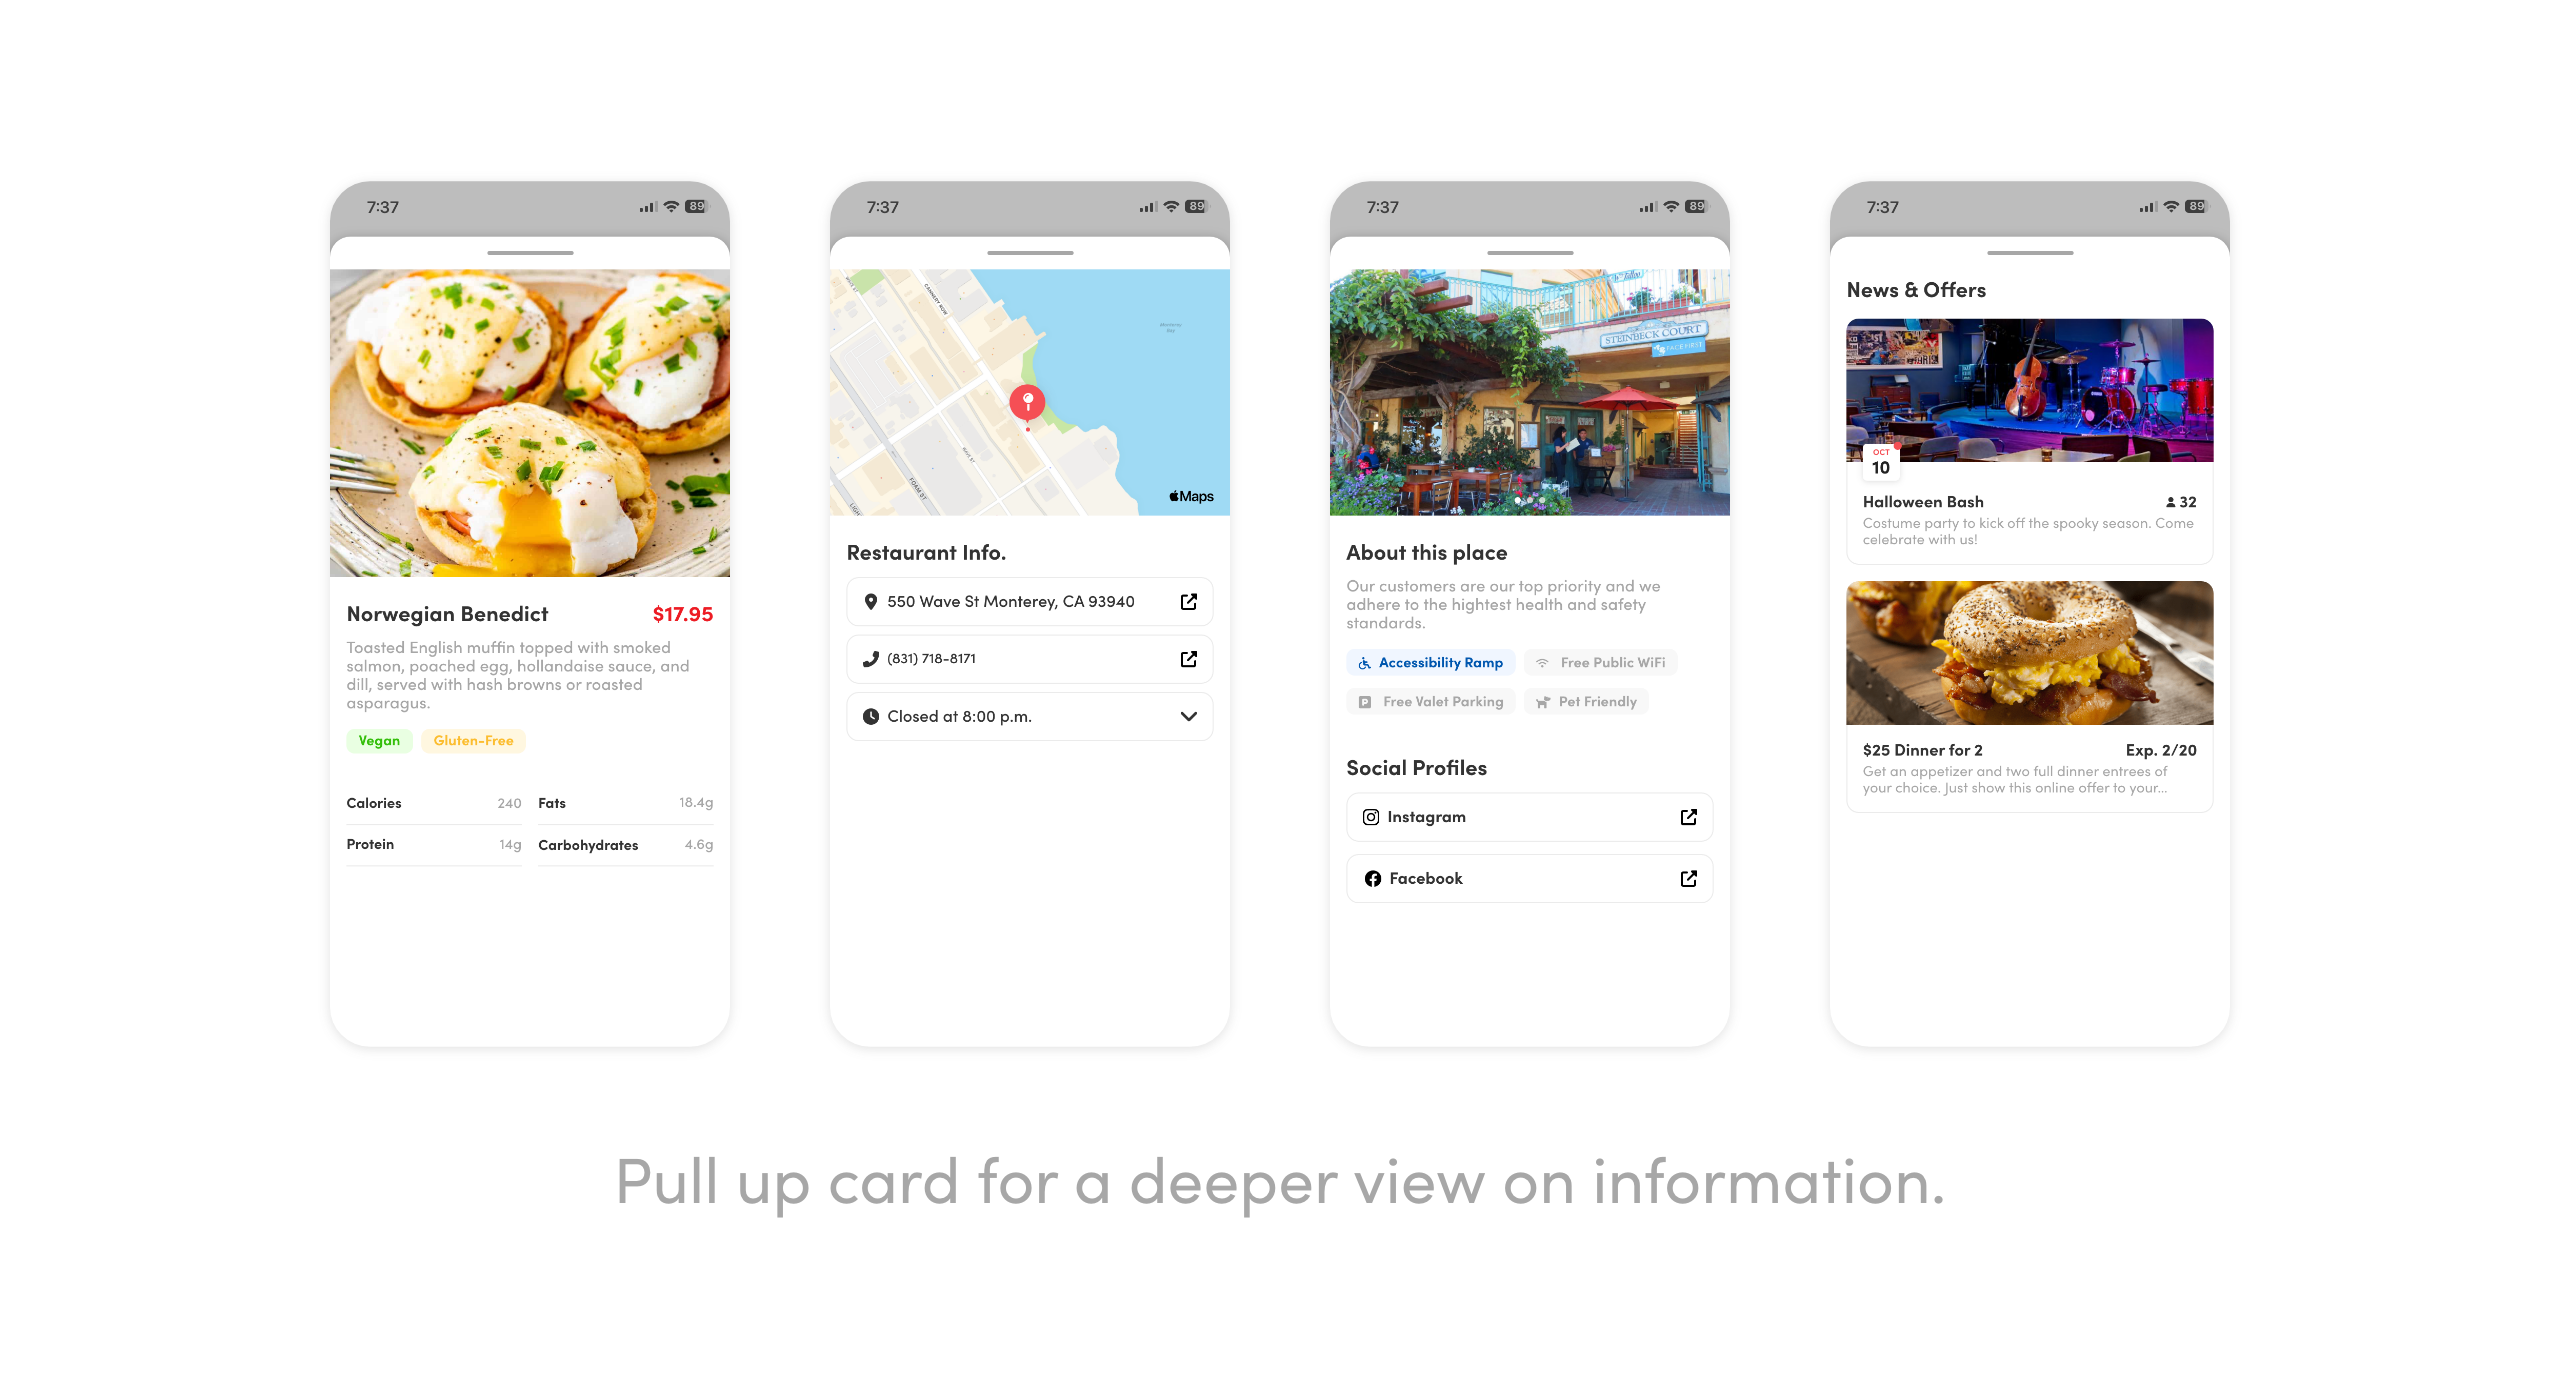 7:37
89
Norwegian Benedict
$17.95
Toasted English muffin topped with smoked
salmon, poached egg, hollandaise sauce, and
dill, served with hash browns or roasted
asparagus.
Vegan
Gluten-Free
Calories 240
Fats 18.4g
Protein 14g
Carbohydrates 4.6g
7:37
89
CANNERY ROW
WAVE ST
FOAM ST
Maps
Restaurant Info.
550 Wave St Monterey, CA 93940
(831) 718-8171
Closed at 8:00 p.m.
7:37
89
STEINBECK COURT
FACE FIRST
About this place
Our customers are our top priority and we
adhere to the hightest health and safety
standards.
Accessibility Ramp
Free Public WiFi
Free Valet Parking
Pet Friendly
Social Profiles
Instagram
Facebook
7:37
89
News & Offers
OCT
10
Halloween Bash
32
Costume party to kick off the spooky season. Come
celebrate with us!
$25 Dinner for 2
Exp. 2/20
Get an appetizer and two full dinner entrees of
your choice. Just show this online offer to your...
Pull up card for a deeper view on information.